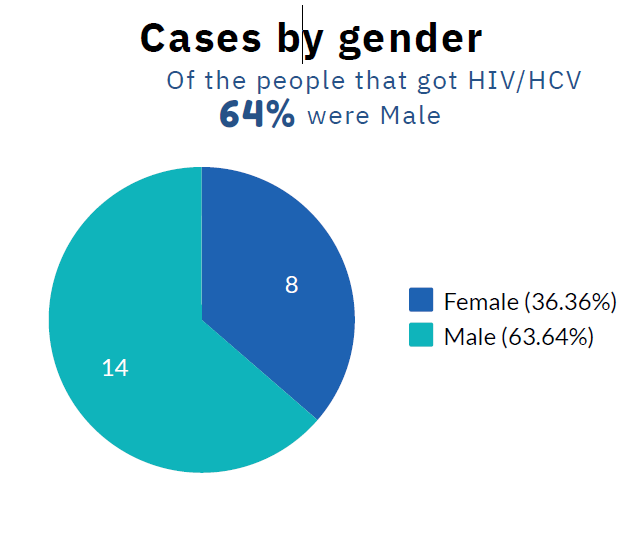 Cases by gender
Of the people that got HIV/HCV
64% were Male
8
14
Female (36.36%)
Male (63.64%)